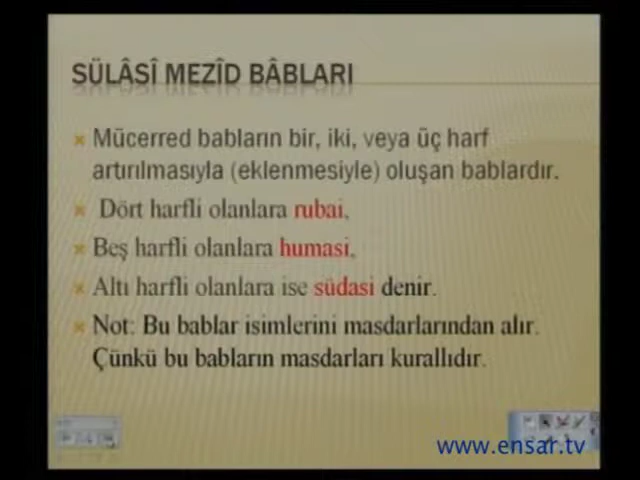 SÜLÂSÎ MEZÎD BÂBLARI
Mücerred babların bir, iki, veya üç harf
artırılmasıyla (eklenmesiyle) oluşan bablardır.
Dört harfli olanlara rubai,
Beş harfli olanlara humasi,
Altı harfli olanlara ise südasi denir.
Not: Bu bablar isimlerini masdarlarından alır.
Çünkü bu babların masdarları kurallıdır.
www.ensar.tv